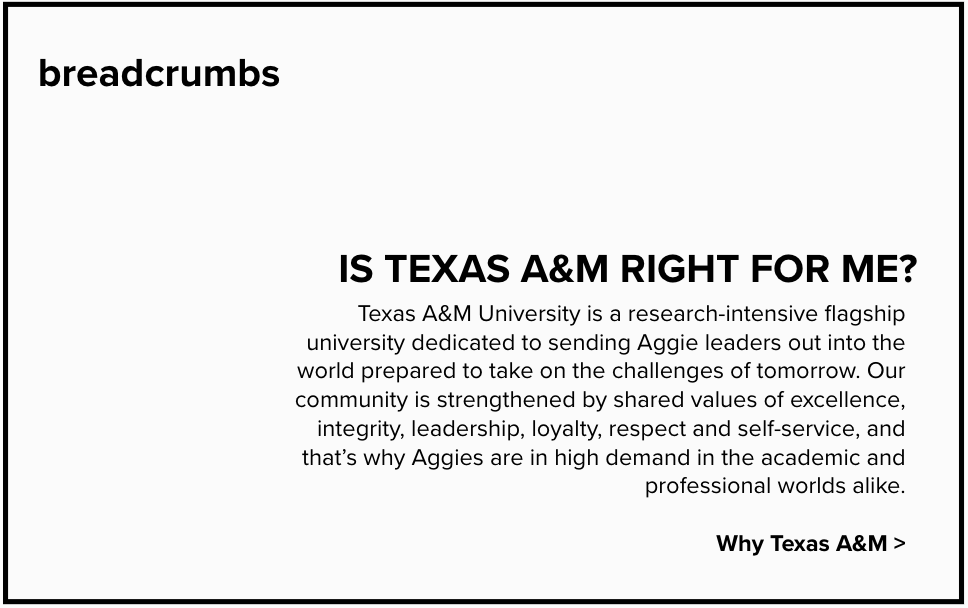 breadcrumbs
IS TEXAS A&M RIGHT FOR ME?
Texas A&M University is a research-intensive flagship
university dedicated to sending Aggie leaders out into the
world prepared to take on the challenges of tomorrow. Our
community is strengthened by shared values of excellence,
integrity, leadership, loyalty, respect and self-service, and
that’s why Aggies are in high demand in the academic and
professional worlds alike.
Why Texas A&M >